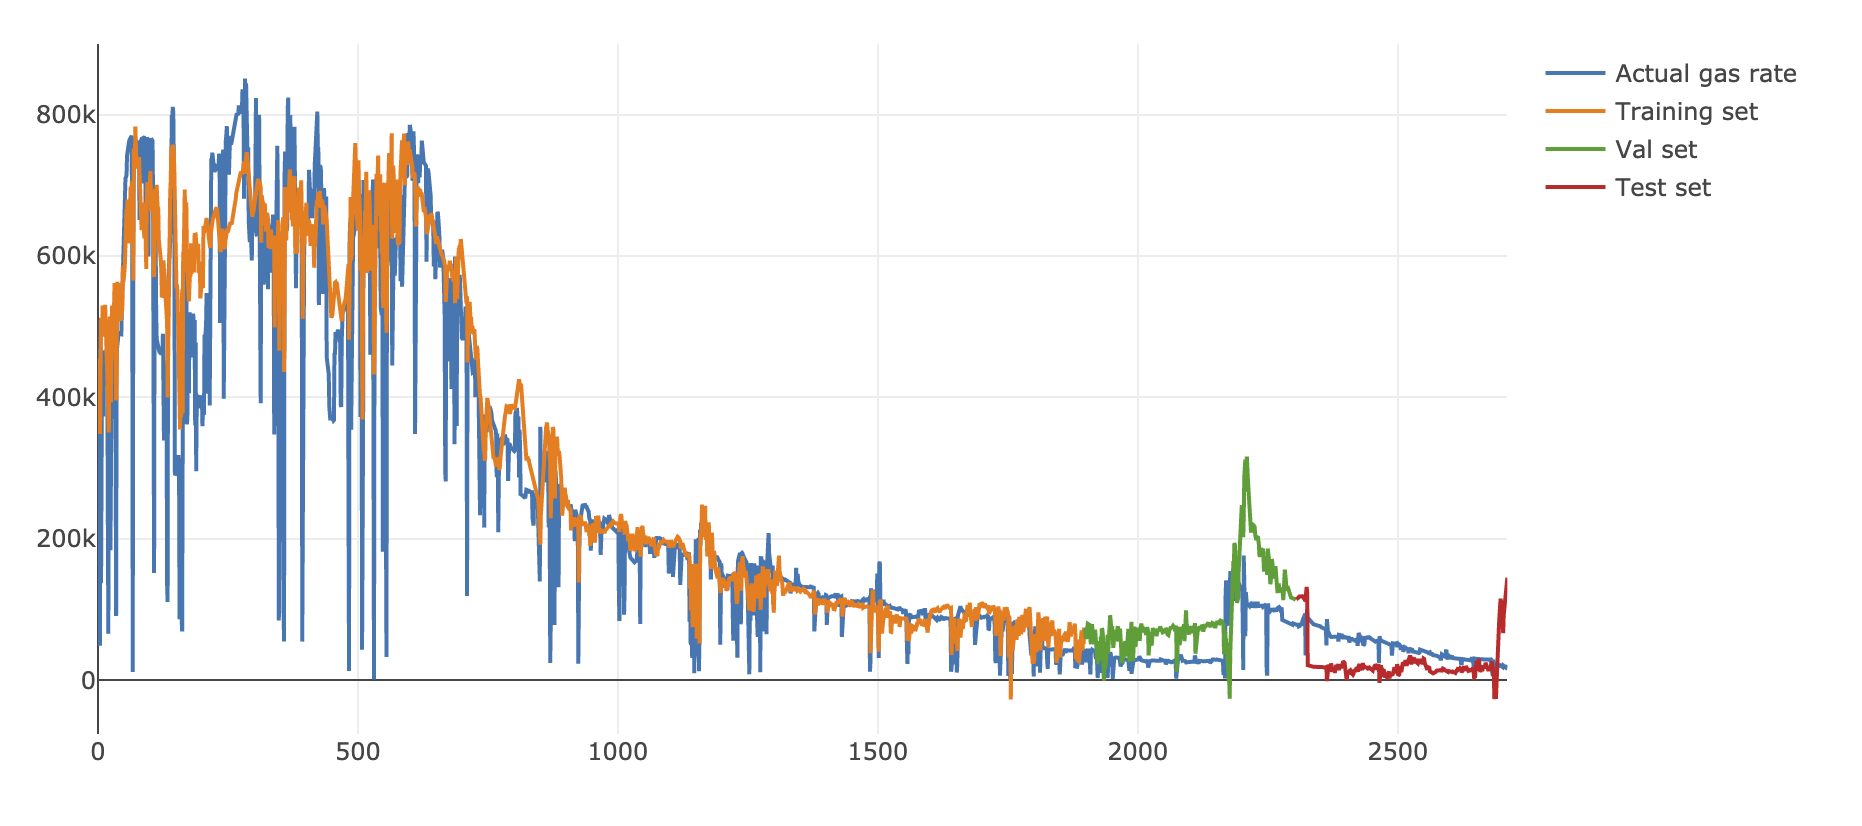 800k
600k
400k
200k
0
0 500 1000 1500 2000 2500
Actual gas rate
Training set
Val set
Test set